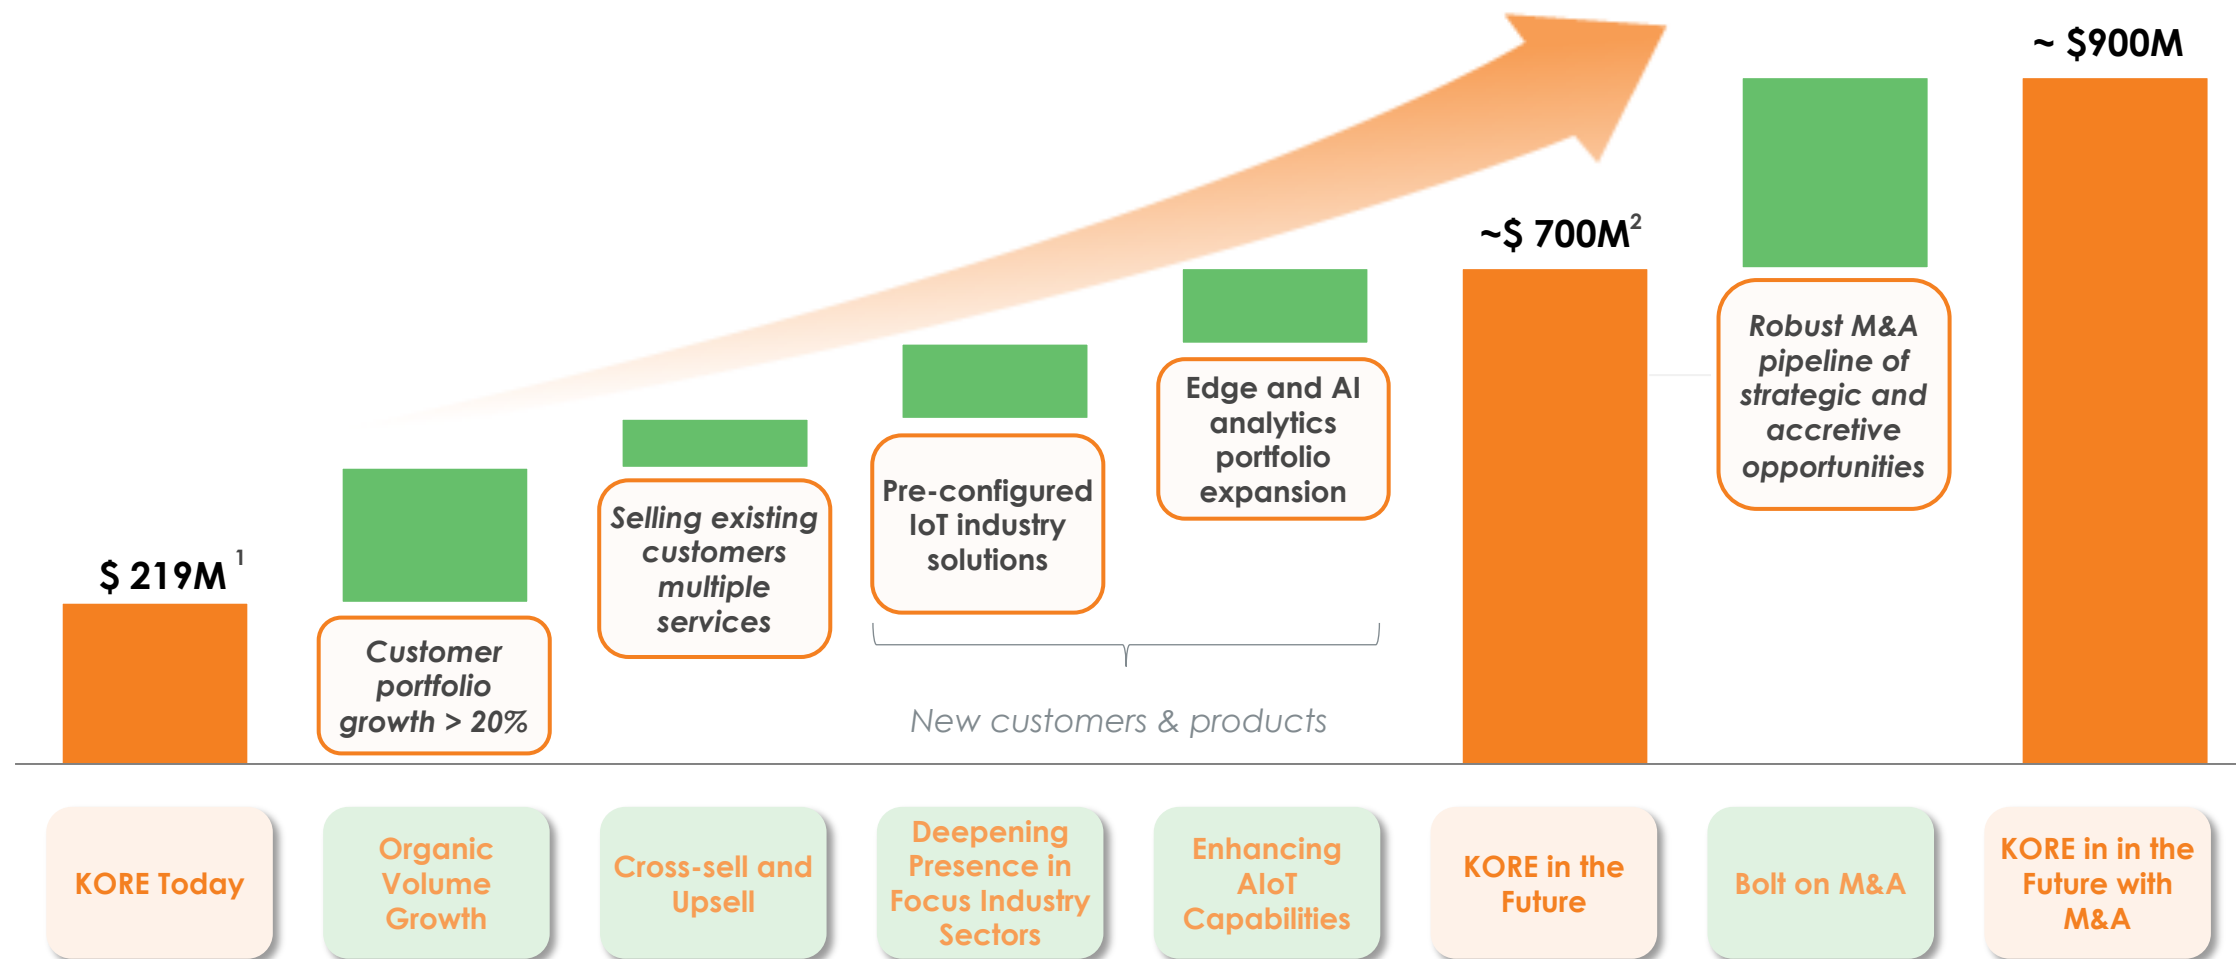 ~ $900M
~$ 700M2
$ 219M 1
Customer
portfolio
growth > 20%
Selling existing
customers
multiple
services
Pre-configured
IoT industry
solutions
Edge and AI
analytics
portfolio
expansion
Robust M&A
pipeline of
strategic and
accretive
opportunities
New customers & products
KORE Today
Organic
Volume
Growth
Cross-sell and
Upsell
Deepening
Presence in
Focus Industry
Sectors
Enhancing
AIoT
Capabilities
KORE in the
Future
Bolt on M&A
KORE in in the
Future with
M&A